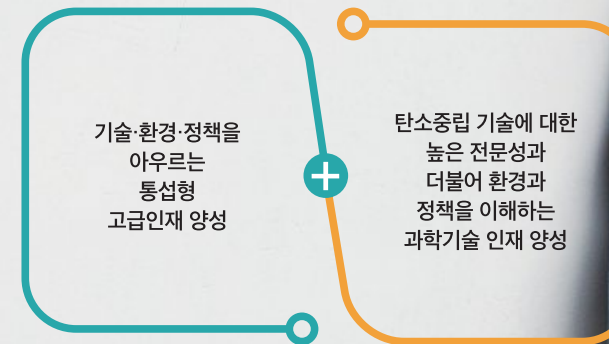 기술·환경·정책을
아우르는
통섭형
고급인재 양성
탄소중립 기술에 대한
높은 전문성과
더불어 환경과
정책을 이해하는
과학기술 인재 양성